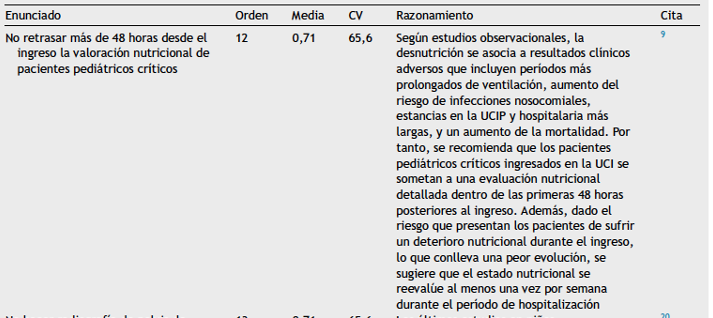 Enunciado Orden Media CV Razonamiento Cita
No retrasar más de 48 horas desde el 12 0,71 65,6 Según estudios observacionales, la 9
ingreso la valoración nutricional de desnutrición se asocia a resultados clínicos
pacientes pediátricos críticos adversos que incluyen períodos más
prolongados de ventilación, aumento del
riesgo de infecciones nosocomiales,
estancias en la UCIP y hospitalaria más
largas, y un aumento de la mortalidad. Por
tanto, se recomienda que los pacientes
pediátricos críticos ingresados en la UCI se
sometan a una evaluación nutricional
detallada dentro de las primeras 48 horas
posteriores al ingreso. Además, dado el
riesgo que presentan los pacientes de sufrir
un deterioro nutricional durante el ingreso,
lo que conlleva una peor evolución, se
sugiere que el estado nutricional se
reevalúe al menos una vez por semana
durante el período de hospitalización
20